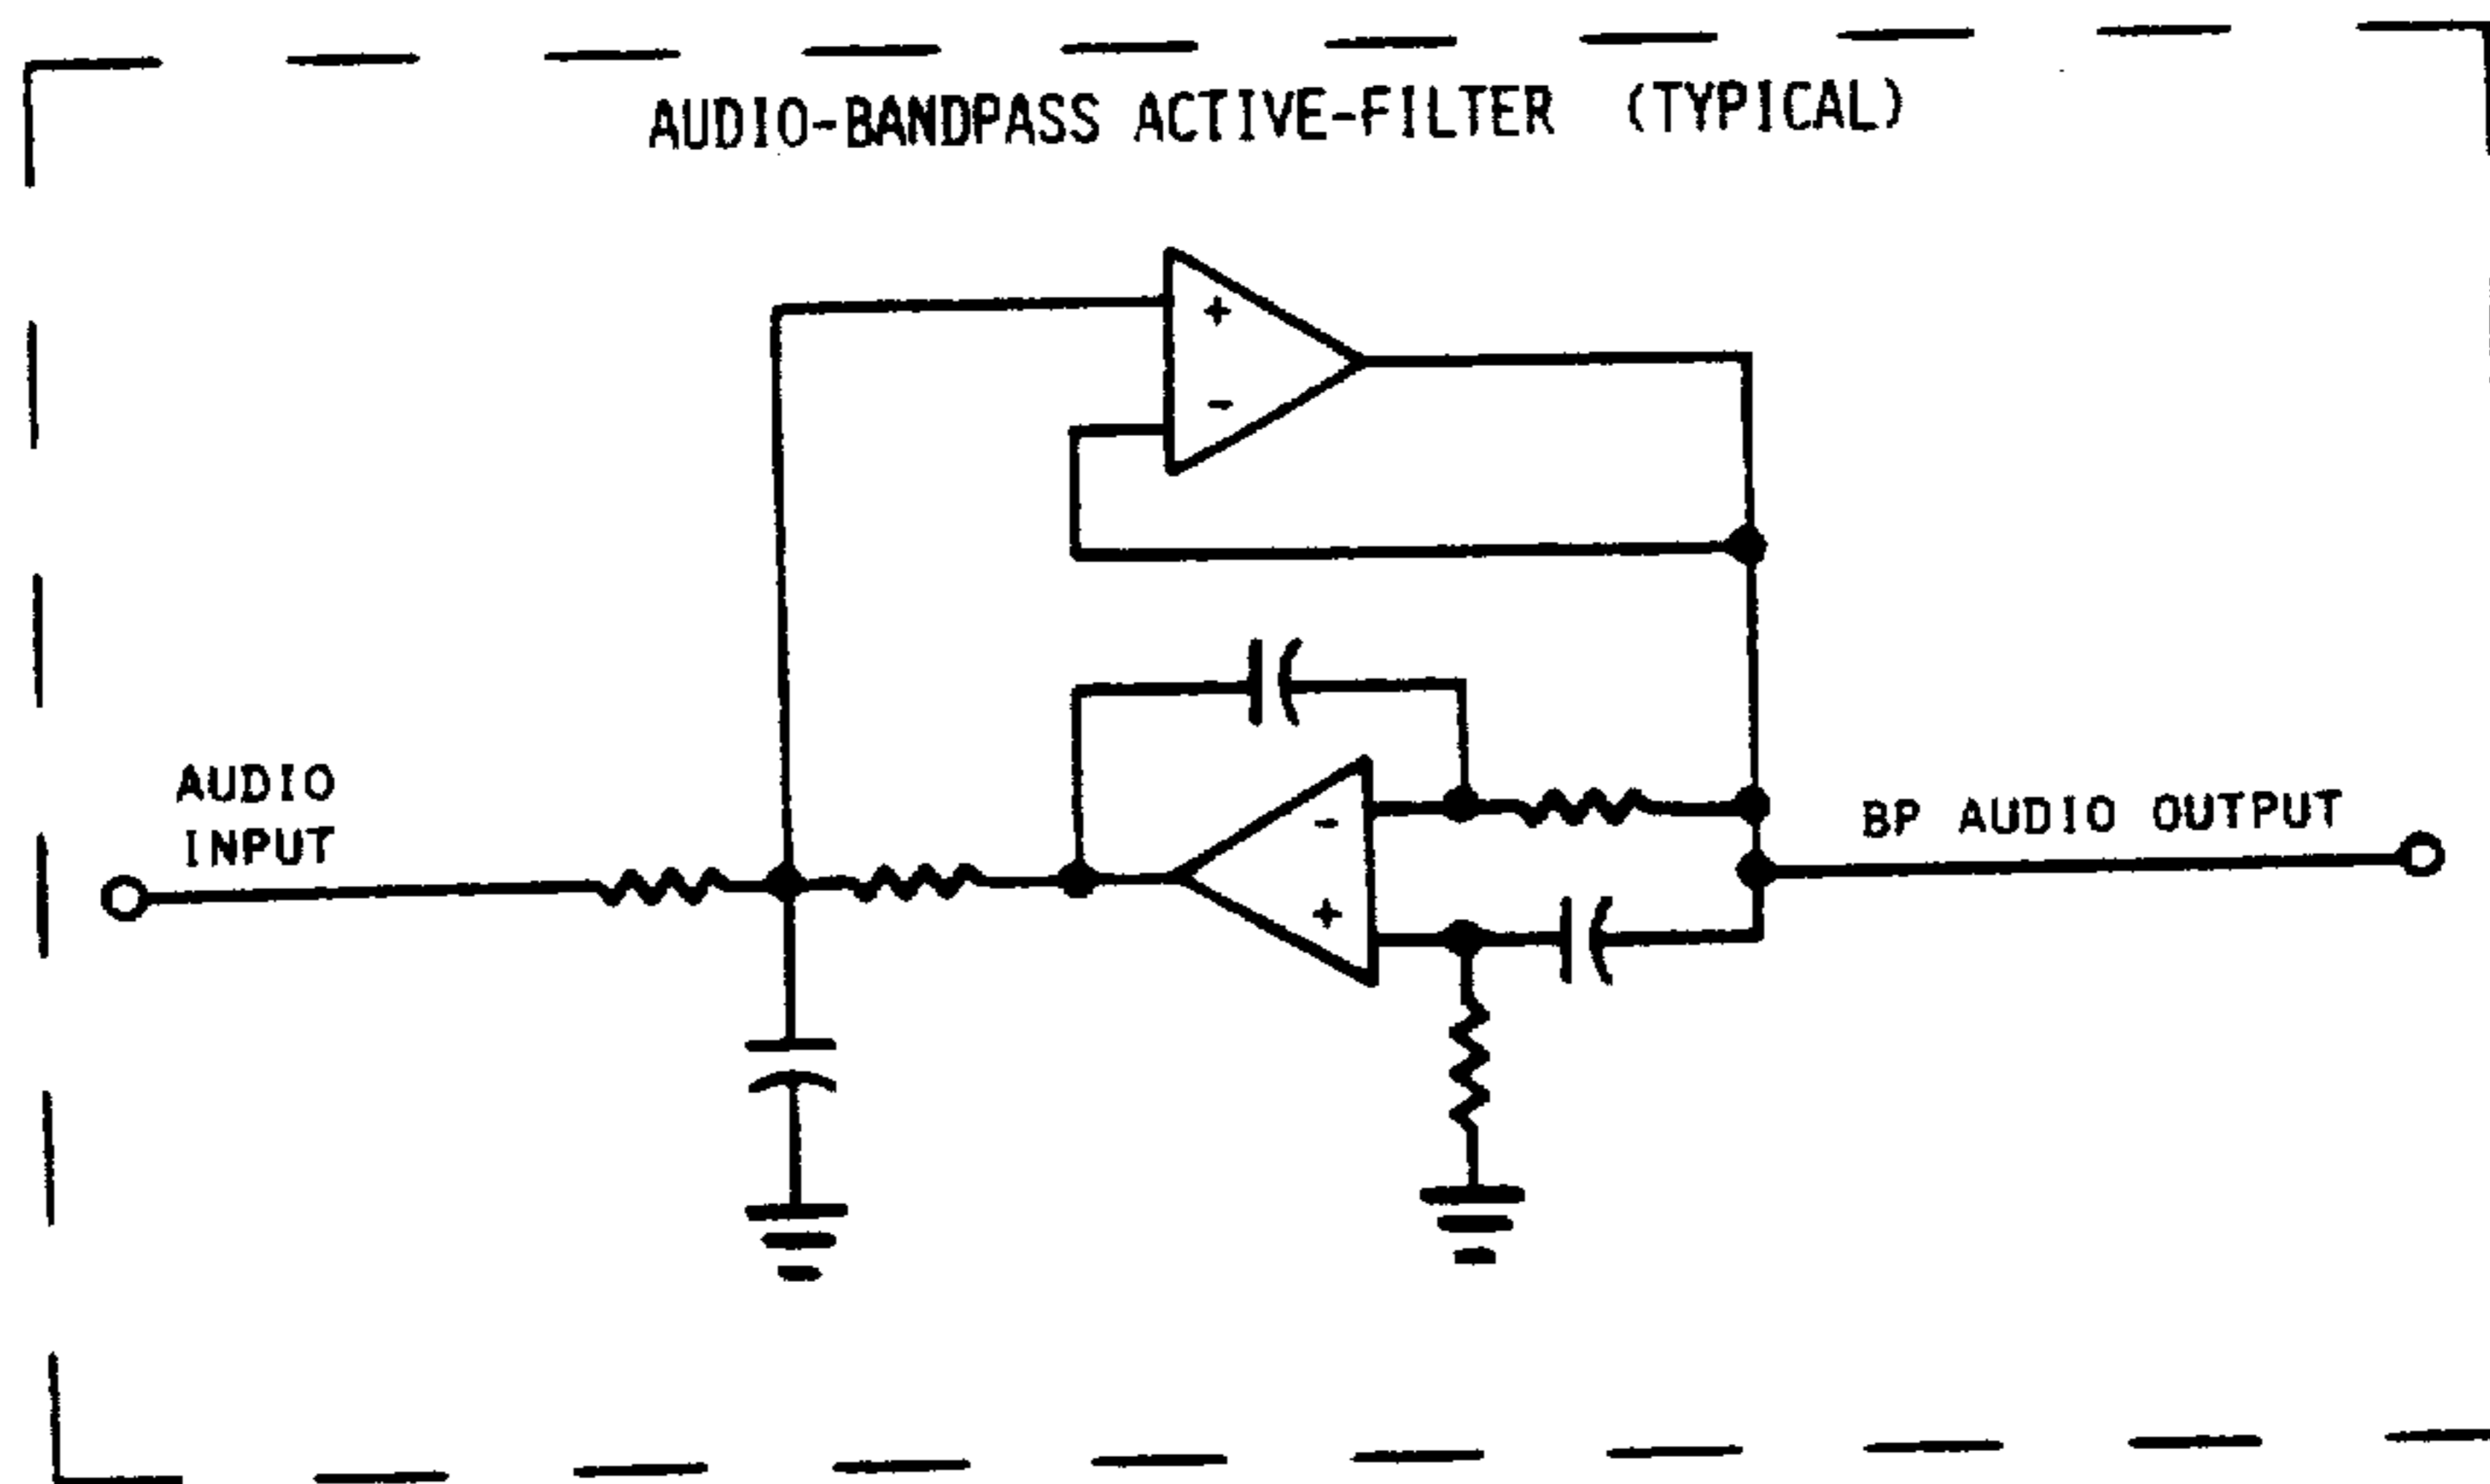 AUDIO-BANDPASS ACTIVE-FILTER (TYPICAL)
+
-
AUDIO
INPUT
-
+
BP AUDIO OUTPUT